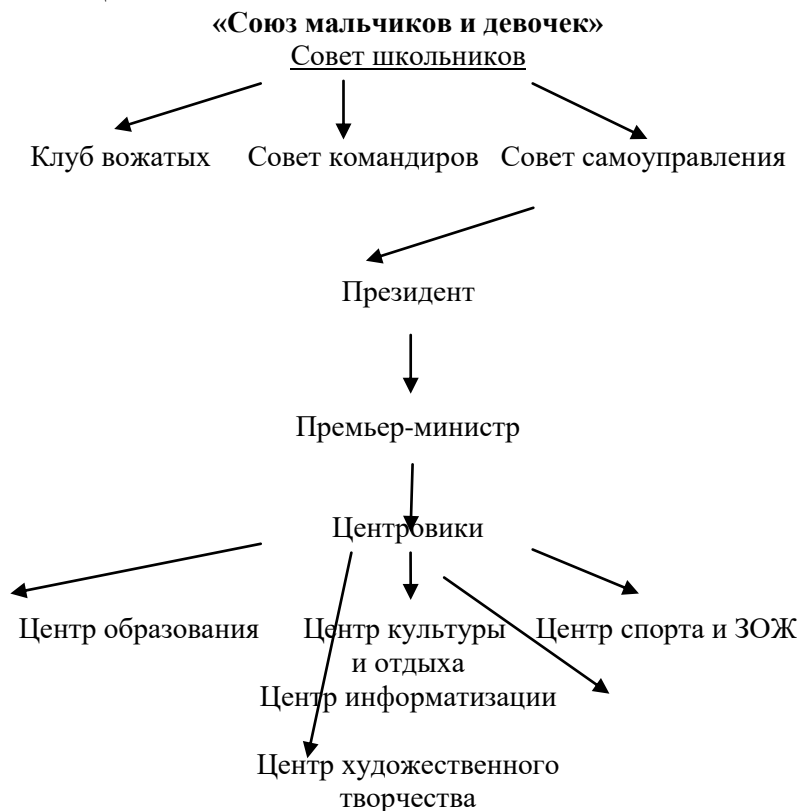 «Союз мальчиков и девочек»
Совет школьников
Клуб вожатых Совет командиров Совет самоуправления
Президент
Премьер-министр
Центровики
Центр образования Центр культуры Центр спорта и ЗОЖ
и отдыха
Центр информатизации
Центр художественного
творчества